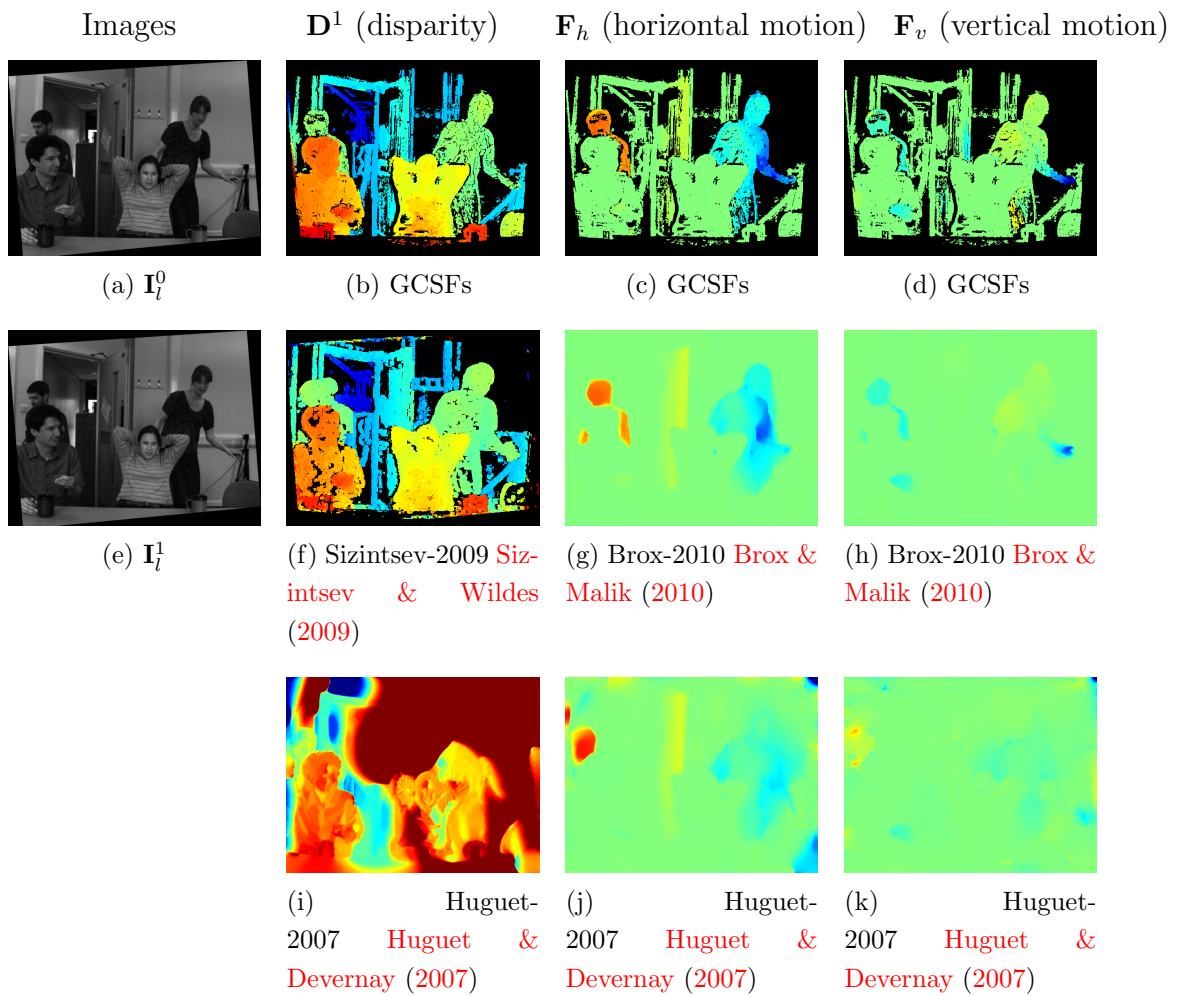 Images D¹ (disparity) F_h (horizontal motion) F_v (vertical motion)
(a) I_l^0 (b) GCSFs (c) GCSFs (d) GCSFs
(e) I_l^1
(f) Sizintsev-2009 Siz-
intsev & Wildes
(2009)
(g) Brox-2010 Brox &
Malik (2010)
(h) Brox-2010 Brox &
Malik (2010)
(i) Huguet-
2007 Huguet &
Devernay (2007)
(j) Huguet-
2007 Huguet &
Devernay (2007)
(k) Huguet-
2007 Huguet &
Devernay (2007)